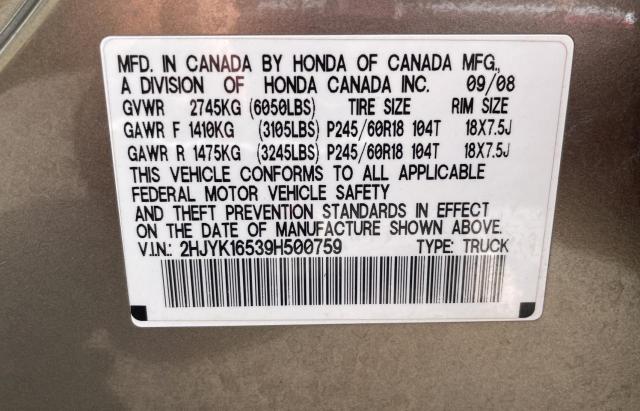 MFD. IN CANADA BY HONDA OF CANADA MFG.,
A DIVISION OF HONDA CANADA INC. 09/08
GVWR 2745KG (6050LBS) TIRE SIZE RIM SIZE
GAWR F 1410KG (3105LBS) P245/60R18 104T 18X7.5J
GAWR R 1475KG (3245LBS) P245/60R18 104T 18X7.5J
THIS VEHICLE CONFORMS TO ALL APPLICABLE
FEDERAL MOTOR VEHICLE SAFETY
AND THEFT PREVENTION STANDARDS IN EFFECT
ON THE DATE OF MANUFACTURE SHOWN ABOVE.
V.I.N.: 2HJYK16539H500759 TYPE: TRUCK